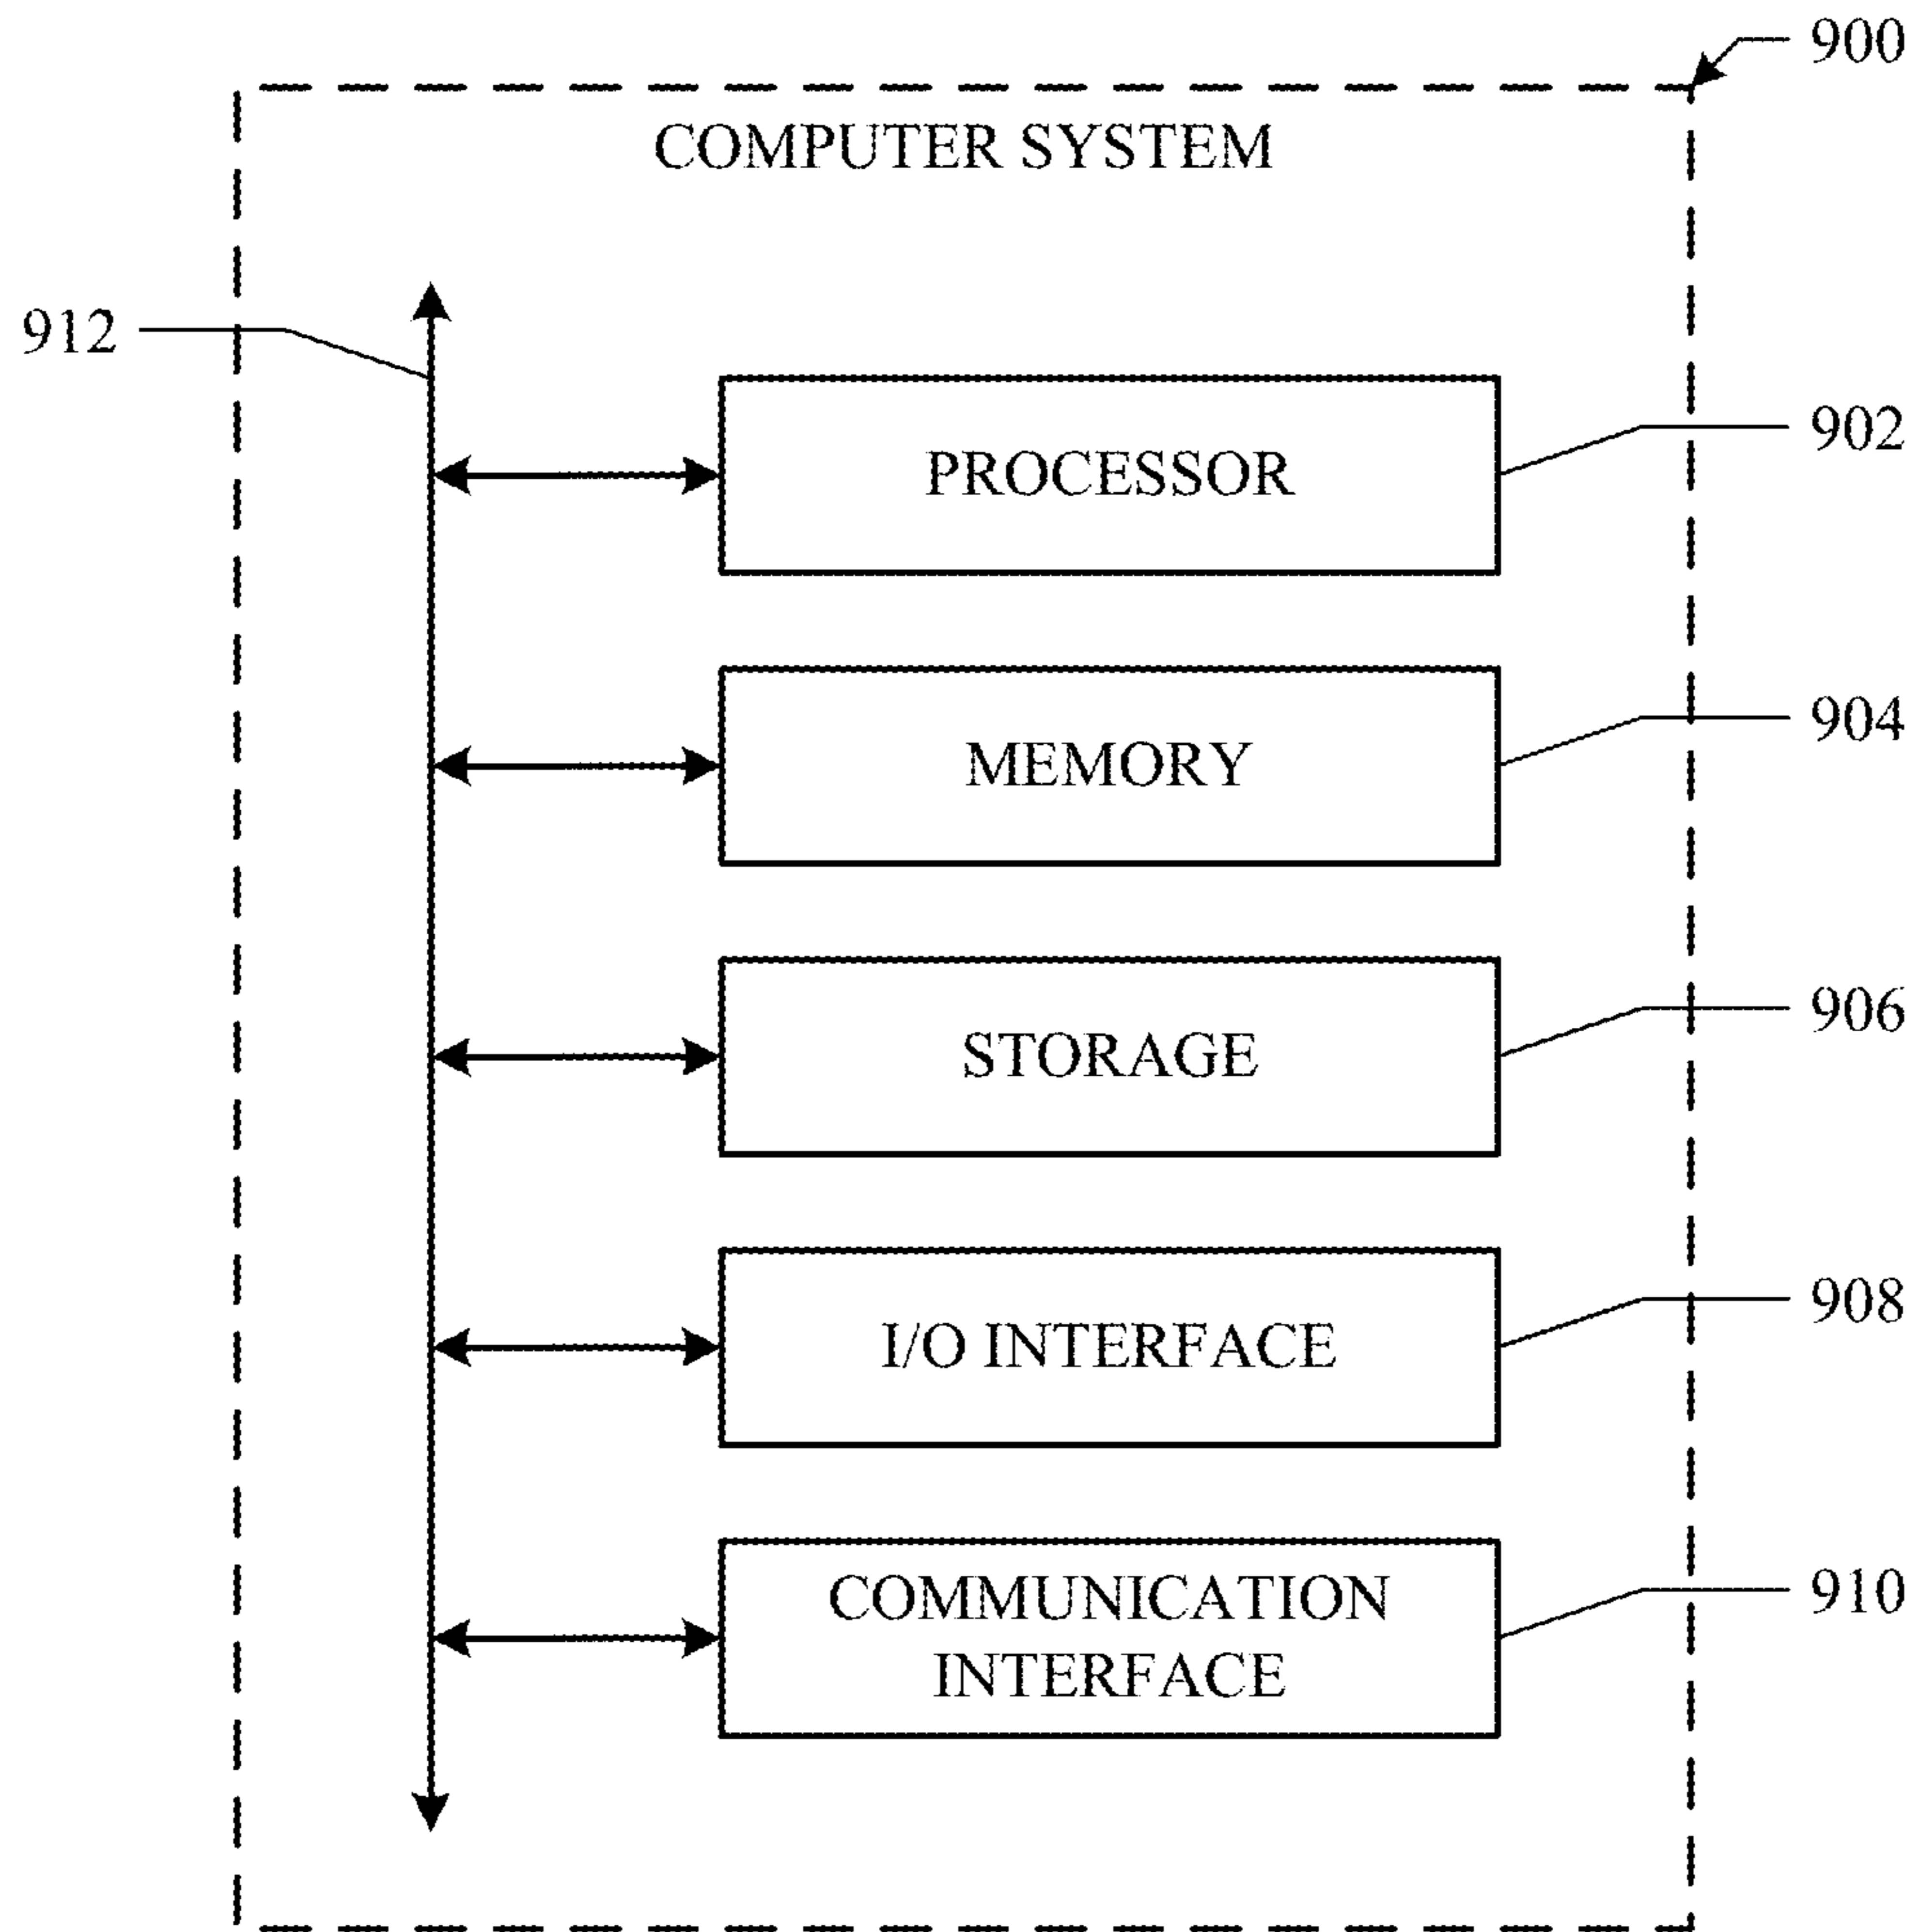 900
COMPUTER SYSTEM
912
902
PROCESSOR
904
MEMORY
906
STORAGE
908
I/O INTERFACE
910
COMMUNICATION
INTERFACE